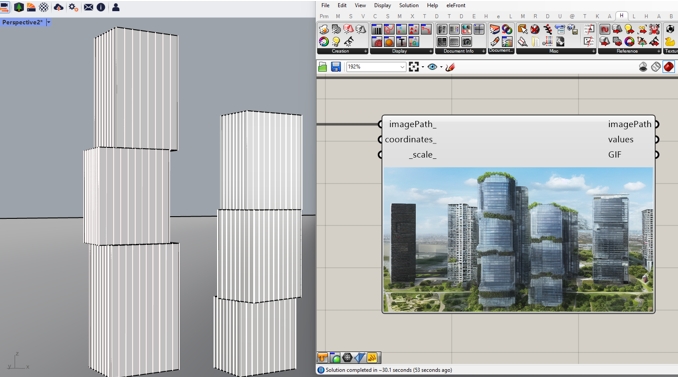 Perspective2*
File Edit View Display Solution Help eleFront
Creation
Display
Document Info
Document...
Misc
192%
imagePath_
imagePath
coordinates_
values
_scale_
GIF
Solution completed in ~30.1 seconds (53 seconds ago)